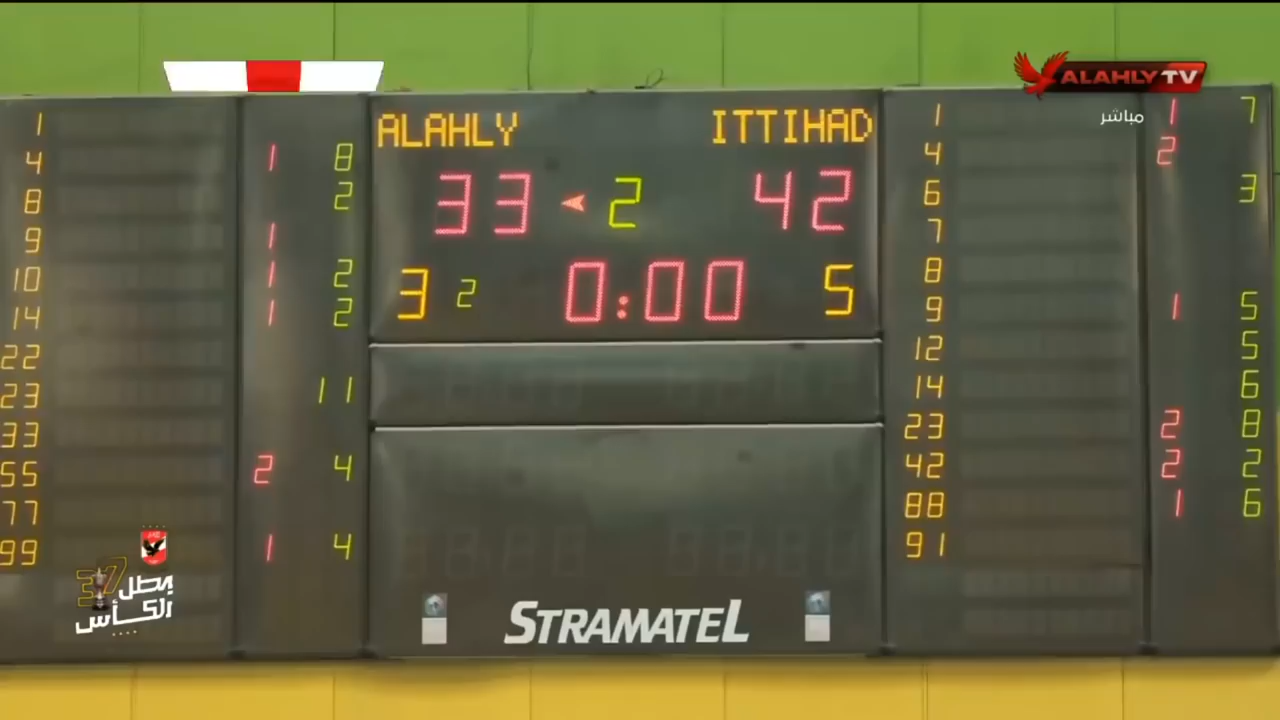 ALAHLY TV
مباشر
ALAHLY ITTIHAD
33 2 42
3 2 0:00 5
1
4 1 8
8 2
9 1
10 1 2
14 1 2
22
23 11
33
55 2 4
77
99 1 4
1 1 7
4 2
6 3
7
8
9 1 5
12 5
14 6
23 2 8
42 2 2
88 1 6
91
STRAMATEL
37
بطل
الكأس